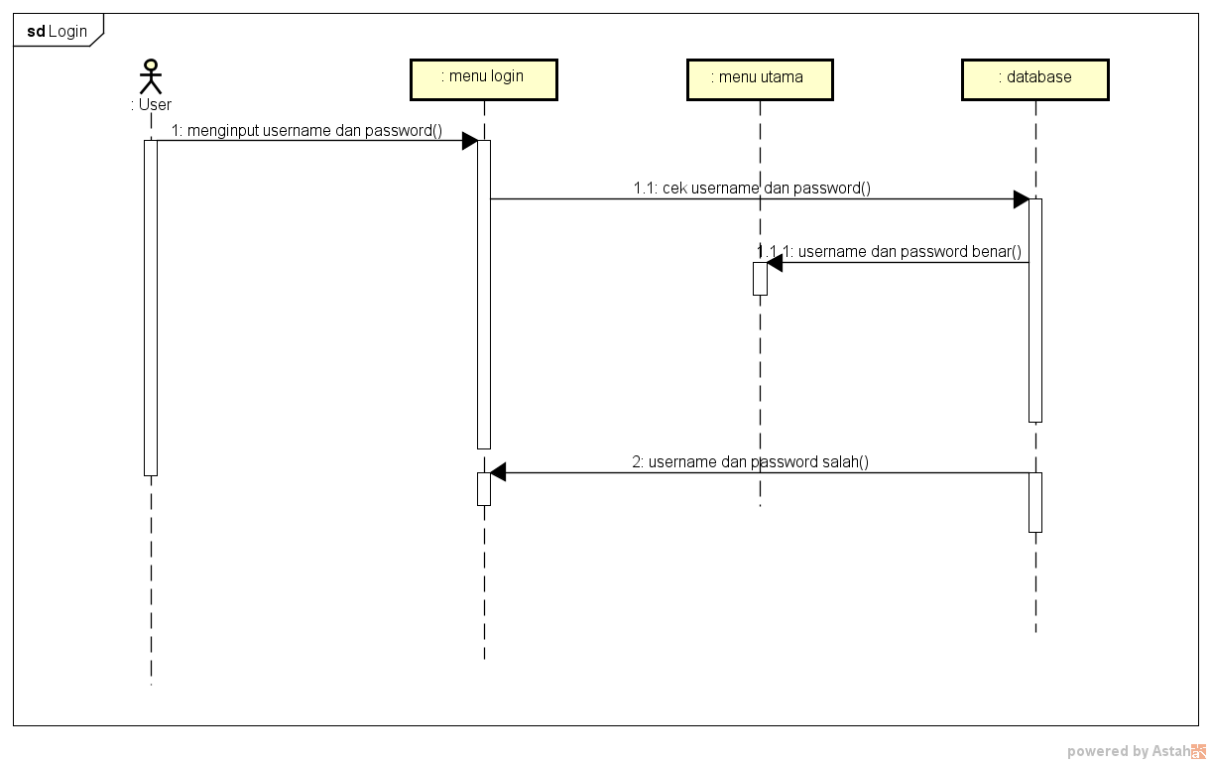 sd Login
: User
: menu login
: menu utama
: database
1: menginput username dan password()
1.1: cek username dan password()
1.1.1: username dan password benar()
2: username dan password salah()
powered by Astah